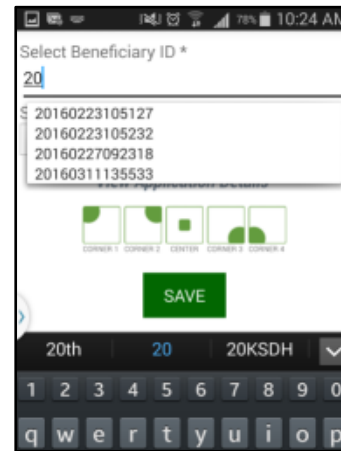 78% 10:24 AM
Select Beneficiary ID *
20
S
20160223105127
20160223105232
20160227092318
20160311135533
View Application Details
CORNER 1 CORNER 2 CENTER CORNER 3 CORNER 4
SAVE
20th 20 20KSDH
1 2 3 4 5 6 7 8 9 0
q w e r t y u i o p